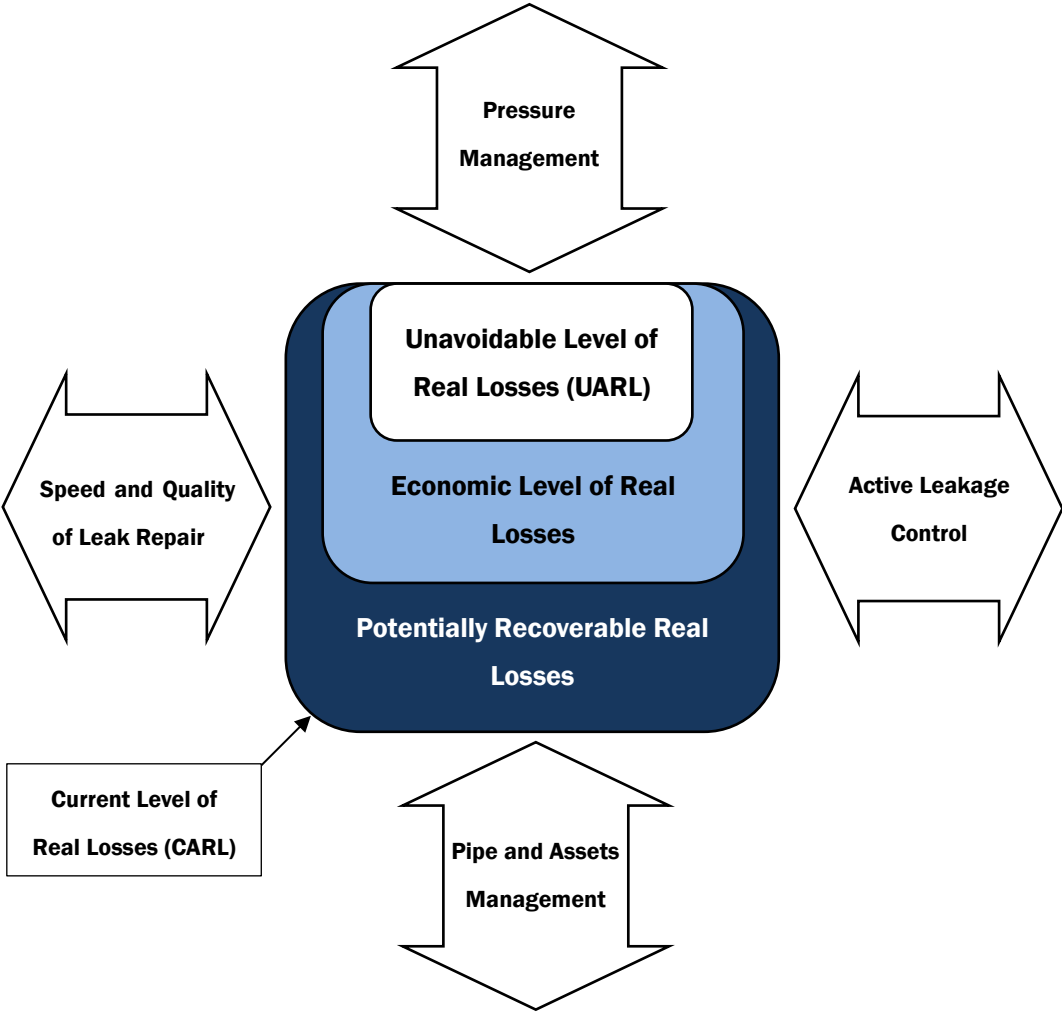 Pressure
Management
Unavoidable Level of
Real Losses (UARL)
Economic Level of Real
Losses
Potentially Recoverable Real
Losses
Speed and Quality
of Leak Repair
Active Leakage
Control
Current Level of
Real Losses (CARL)
Pipe and Assets
Management